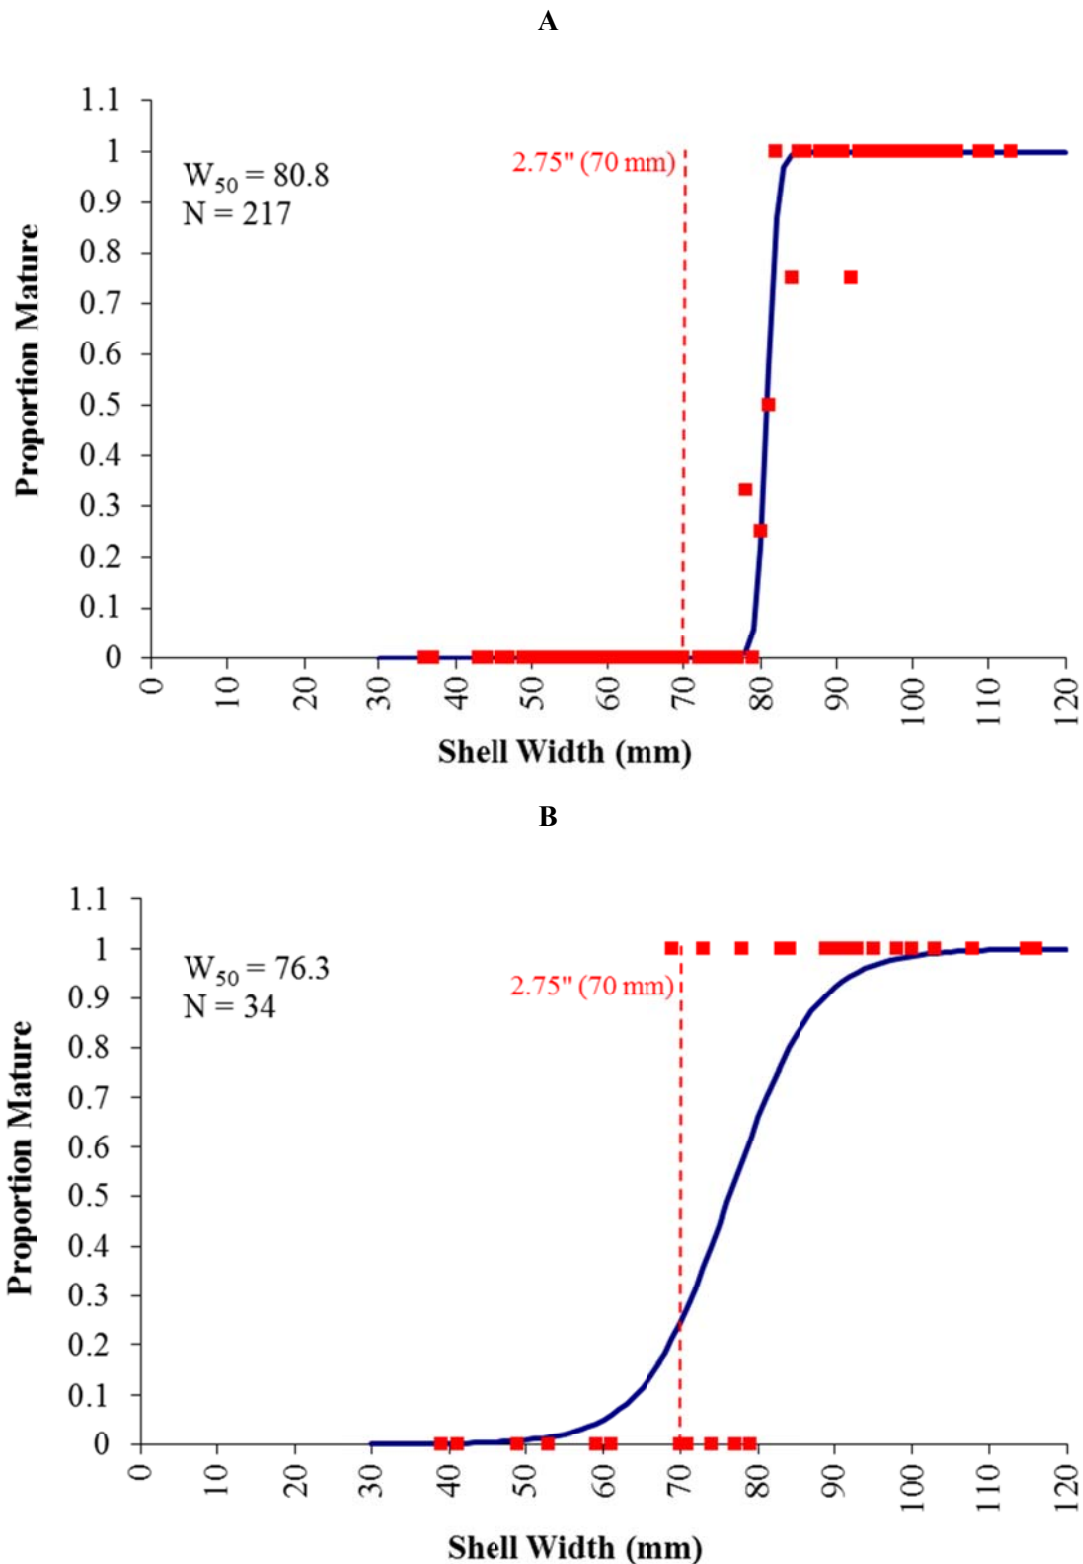 A
1.1
1
0.9
0.8
0.7
0.6
0.5
0.4
0.3
0.2
0.1
0
Proportion Mature
W50 = 80.8
N = 217
2.75" (70 mm)
0 10 20 30 40 50 60 70 80 90 100 110 120
Shell Width (mm)
B
1.1
1
0.9
0.8
0.7
0.6
0.5
0.4
0.3
0.2
0.1
0
Proportion Mature
W50 = 76.3
N = 34
2.75" (70 mm)
0 10 20 30 40 50 60 70 80 90 100 110 120
Shell Width (mm)